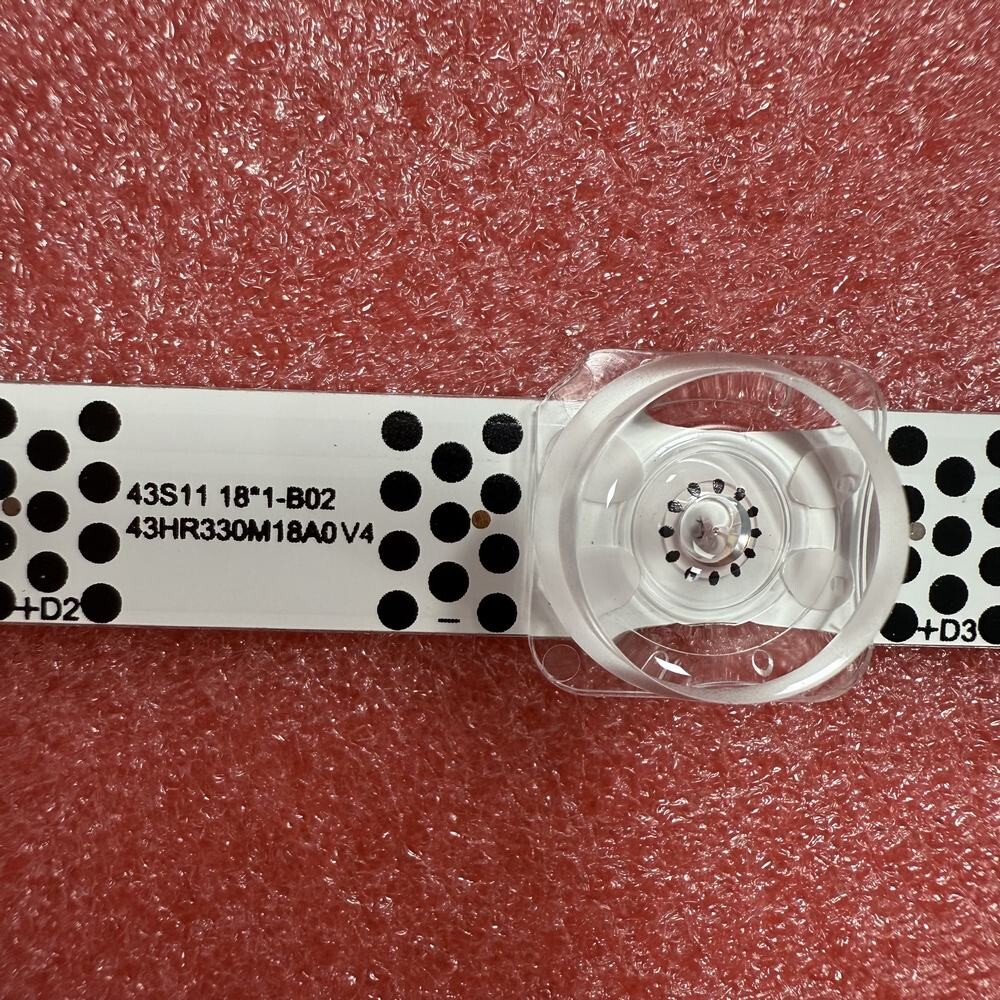 43S11 18*1-B02
43HR330M18A0 V4
+D2
+D3